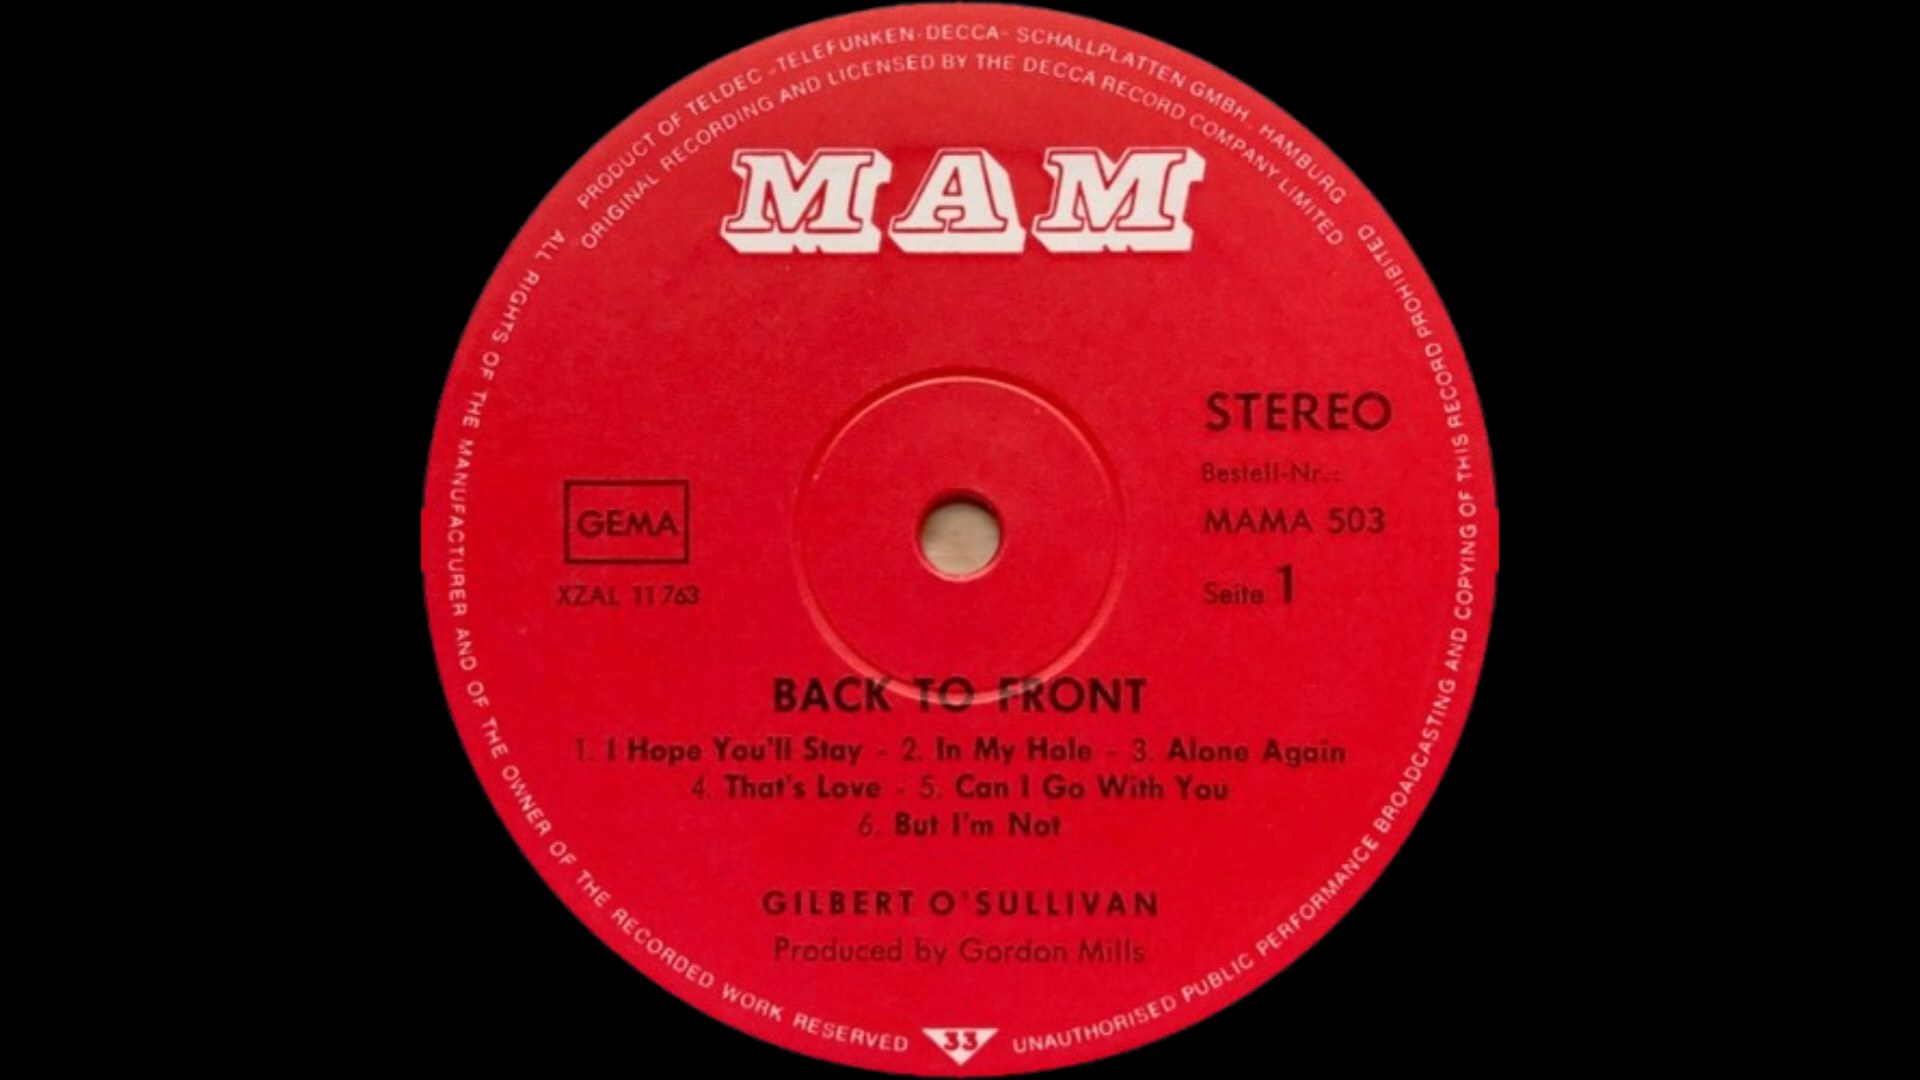 PRODUCT OF TELDEC »TELEFUNKEN·DECCA« SCHALLPLATTEN GMBH., HAMBURG
ORIGINAL RECORDING AND LICENSED BY THE DECCA RECORD COMPANY LIMITED
MAM
STEREO
Bestell-Nr.:
GEMA
MAMA 503
XZAL 11 763
Seite 1
BACK TO FRONT
1. I Hope You'll Stay - 2. In My Hole - 3. Alone Again
4. That's Love - 5. Can I Go With You
6. But I'm Not
GILBERT O'SULLIVAN
Produced by Gordon Mills
ALL RIGHTS OF THE MANUFACTURER AND OF THE OWNER OF THE RECORDED WORK RESERVED
33
UNAUTHORISED PUBLIC PERFORMANCE BROADCASTING AND COPYING OF THIS RECORD PROHIBITED